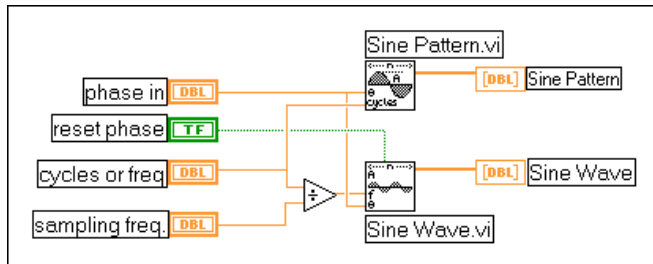 Sine Pattern.vi
n
A
θ
cycles
phase in
DBL
[DBL]
Sine Pattern
reset phase
TF
cycles or freq
DBL
n
A
f
θ
[DBL]
Sine Wave
÷
sampling freq.
DBL
Sine Wave.vi